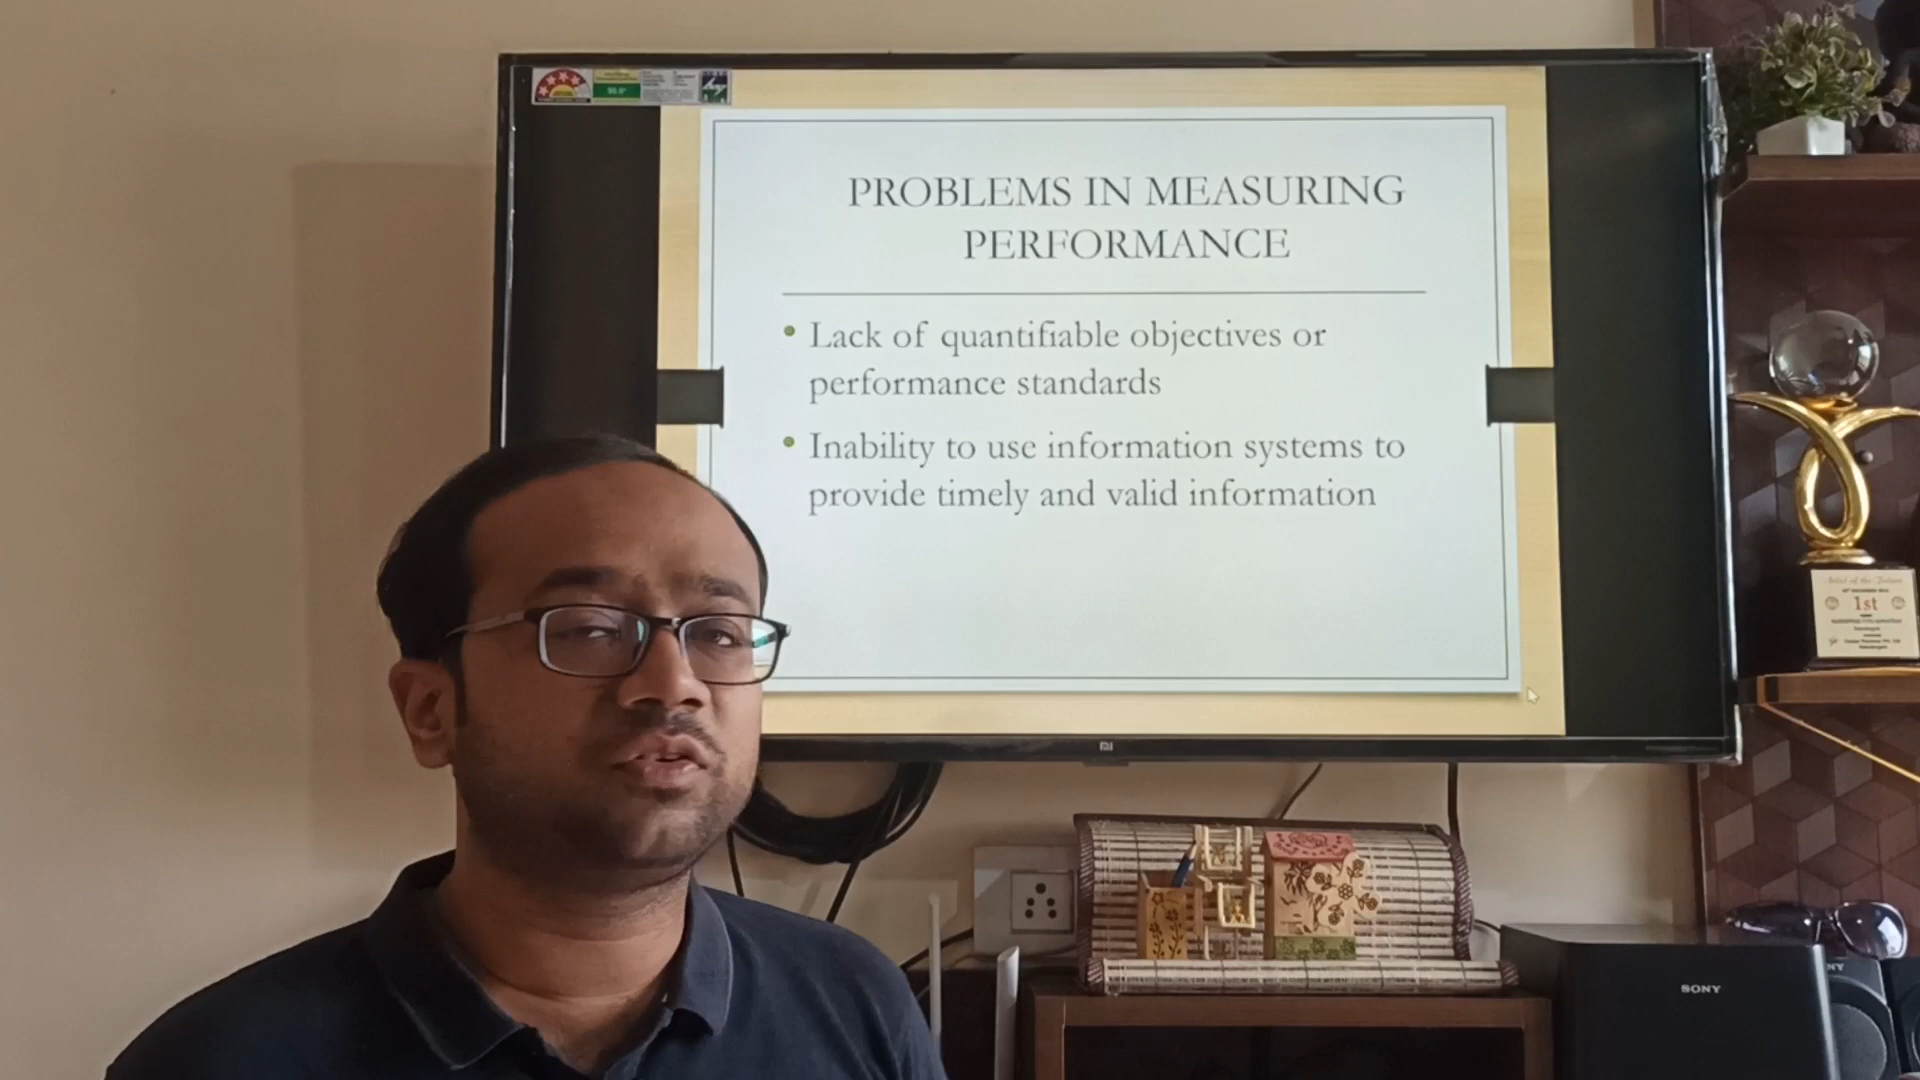 PROBLEMS IN MEASURING
PERFORMANCE
Lack of quantifiable objectives or
performance standards
Inability to use information systems to
provide timely and valid information
mi
1st
SONY